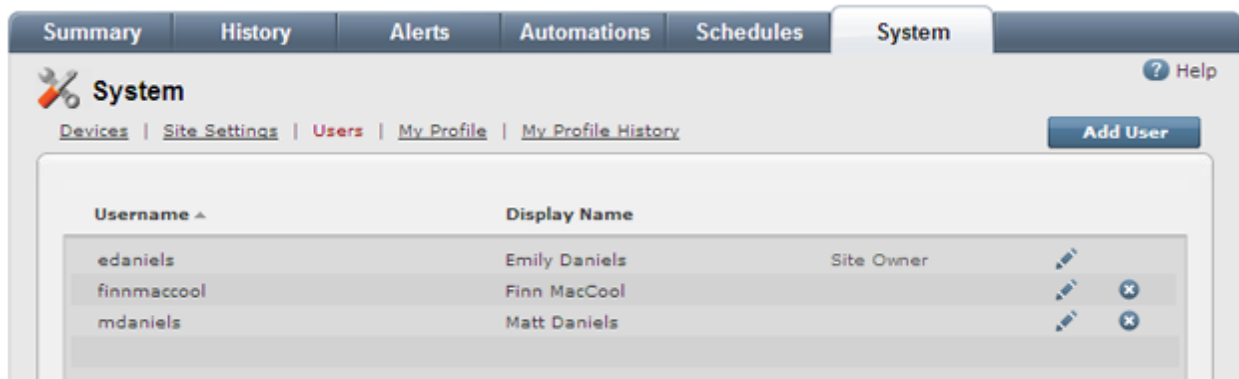 Summary History Alerts Automations Schedules System
? Help
System
Devices | Site Settings | Users | My Profile | My Profile History
Add User
Username Display Name
edaniels Emily Daniels Site Owner
finnmaccool Finn MacCool
mdaniels Matt Daniels